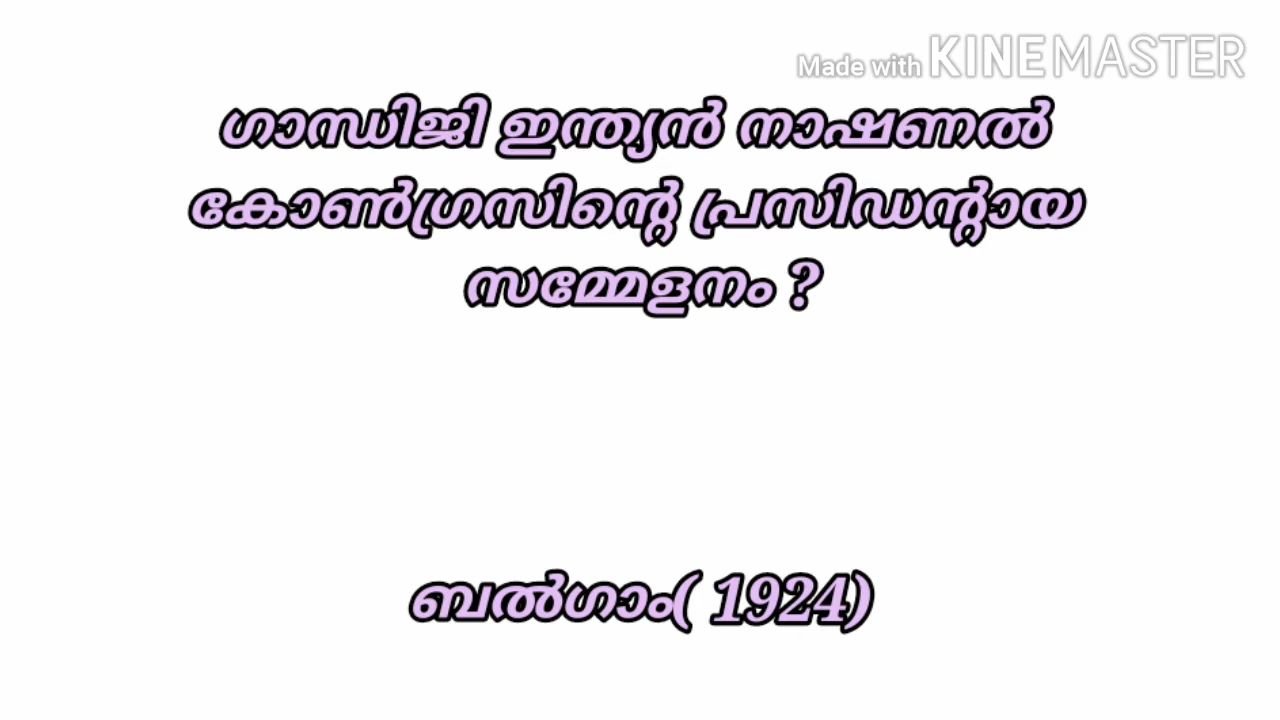 Made with KINEMASTER
ഗാന്ധിജി ഇന്ത്യൻ നാഷണൽ
കോൺഗ്രസിന്റെ പ്രസിഡന്റായ
സമ്മേളനം ?
ബൽഗാം( 1924)